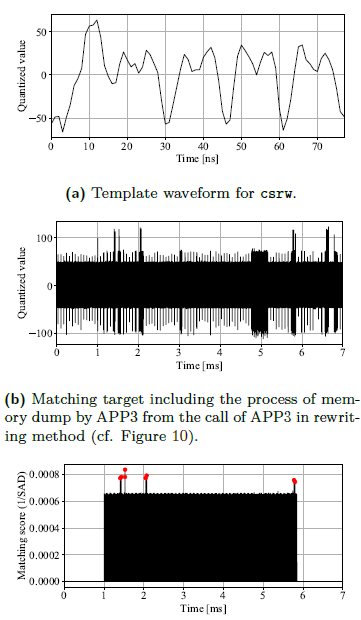 50
0
−50
Quantized value
0 10 20 30 40 50 60 70
Time [ns]
(a) Template waveform for csrw.
100
0
−100
Quantized value
0 1 2 3 4 5 6 7
Time [ms]
(b) Matching target including the process of mem-
ory dump by APP3 from the call of APP3 in rewrit-
ing method (cf. Figure 10).
0.0008
0.0006
0.0004
0.0002
0.0000
Matching score (1/SAD)
0 1 2 3 4 5 6 7
Time [ms]